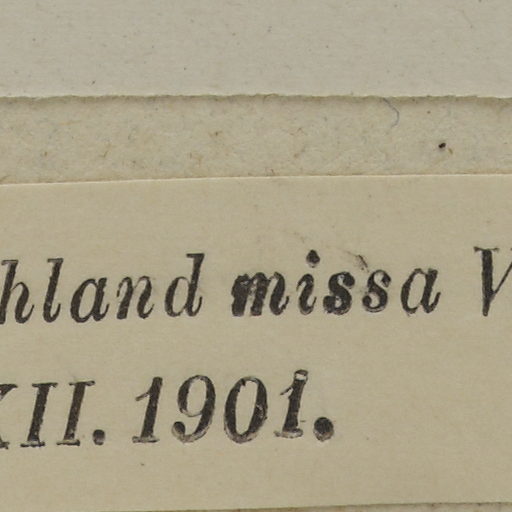 hland missa V
XII. 1901.